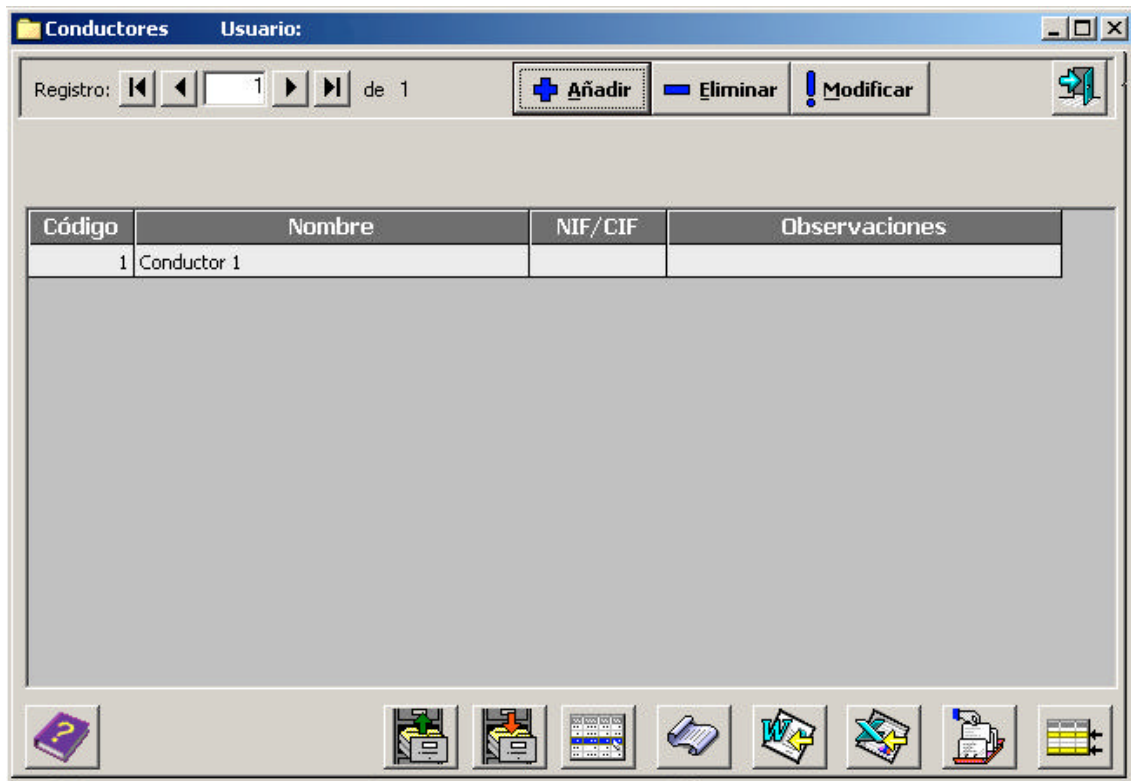 Conductores Usuario:
Registro: 1 de 1 Añadir Eliminar Modificar
Código Nombre NIF/CIF Observaciones
1 Conductor 1